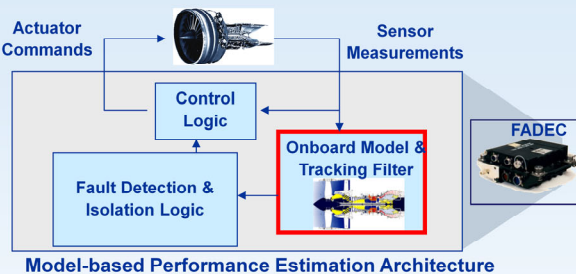 Actuator
Commands
Sensor
Measurements
Control
Logic
Onboard Model &
Tracking Filter
FADEC
Fault Detection &
Isolation Logic
Model-based Performance Estimation Architecture